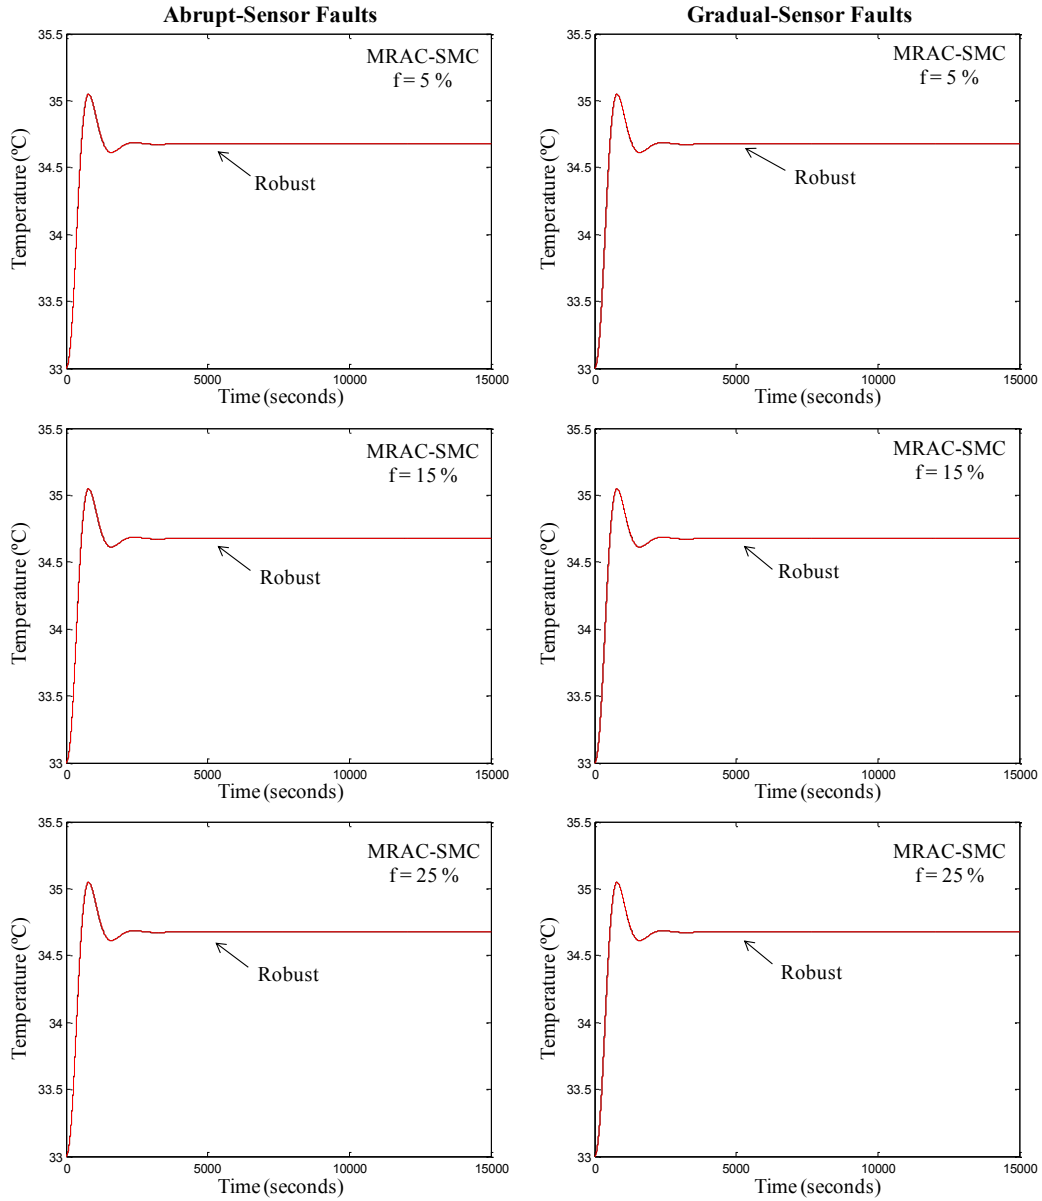 Abrupt-Sensor Faults
Gradual-Sensor Faults
35.5
35
34.5
34
33.5
33
Temperature (ºC)
MRAC-SMC
f = 5 %
Robust
0
5000
10000
15000
Time (seconds)
35.5
35
34.5
34
33.5
33
Temperature (ºC)
MRAC-SMC
f = 5 %
Robust
0
5000
10000
15000
Time (seconds)
35.5
35
34.5
34
33.5
33
Temperature (ºC)
MRAC-SMC
f = 15 %
Robust
0
5000
10000
15000
Time (seconds)
35.5
35
34.5
34
33.5
33
Temperature (ºC)
MRAC-SMC
f = 15 %
Robust
0
5000
10000
15000
Time (seconds)
35.5
35
34.5
34
33.5
33
Temperature (ºC)
MRAC-SMC
f = 25 %
Robust
0
5000
10000
15000
Time (seconds)
35.5
35
34.5
34
33.5
33
Temperature (ºC)
MRAC-SMC
f = 25 %
Robust
0
5000
10000
15000
Time (seconds)